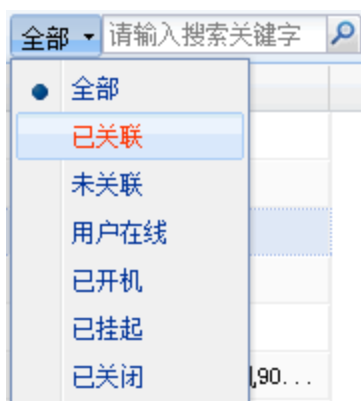 全部 请输入搜索关键字
全部
已关联
未关联
用户在线
已开机
已挂起
已关闭
,90...